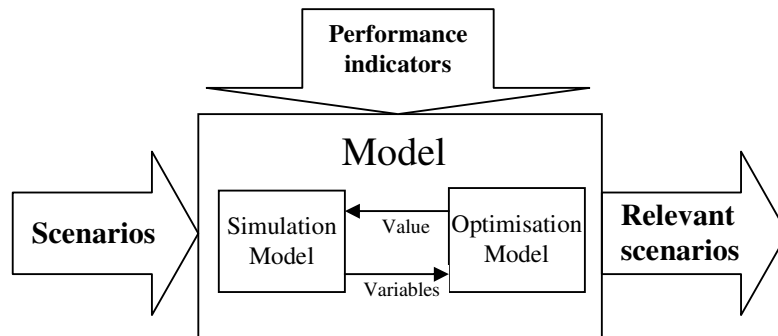 Performance
indicators
Model
Scenarios
Simulation
Model
Value
Variables
Optimisation
Model
Relevant
scenarios